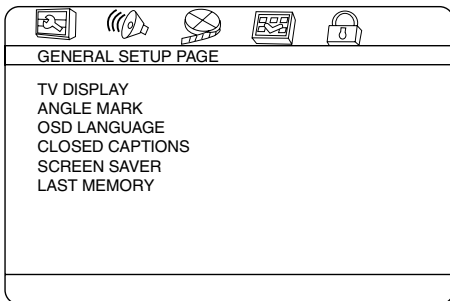 GENERAL SETUP PAGE
TV DISPLAY
ANGLE MARK
OSD LANGUAGE
CLOSED CAPTIONS
SCREEN SAVER
LAST MEMORY